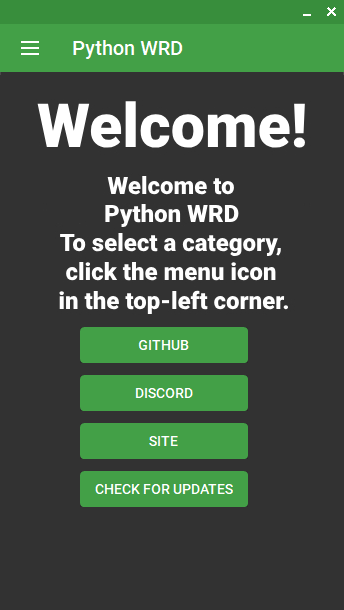 Python WRD
Welcome!
Welcome to
Python WRD
To select a category,
click the menu icon
in the top-left corner.
GITHUB
DISCORD
SITE
CHECK FOR UPDATES